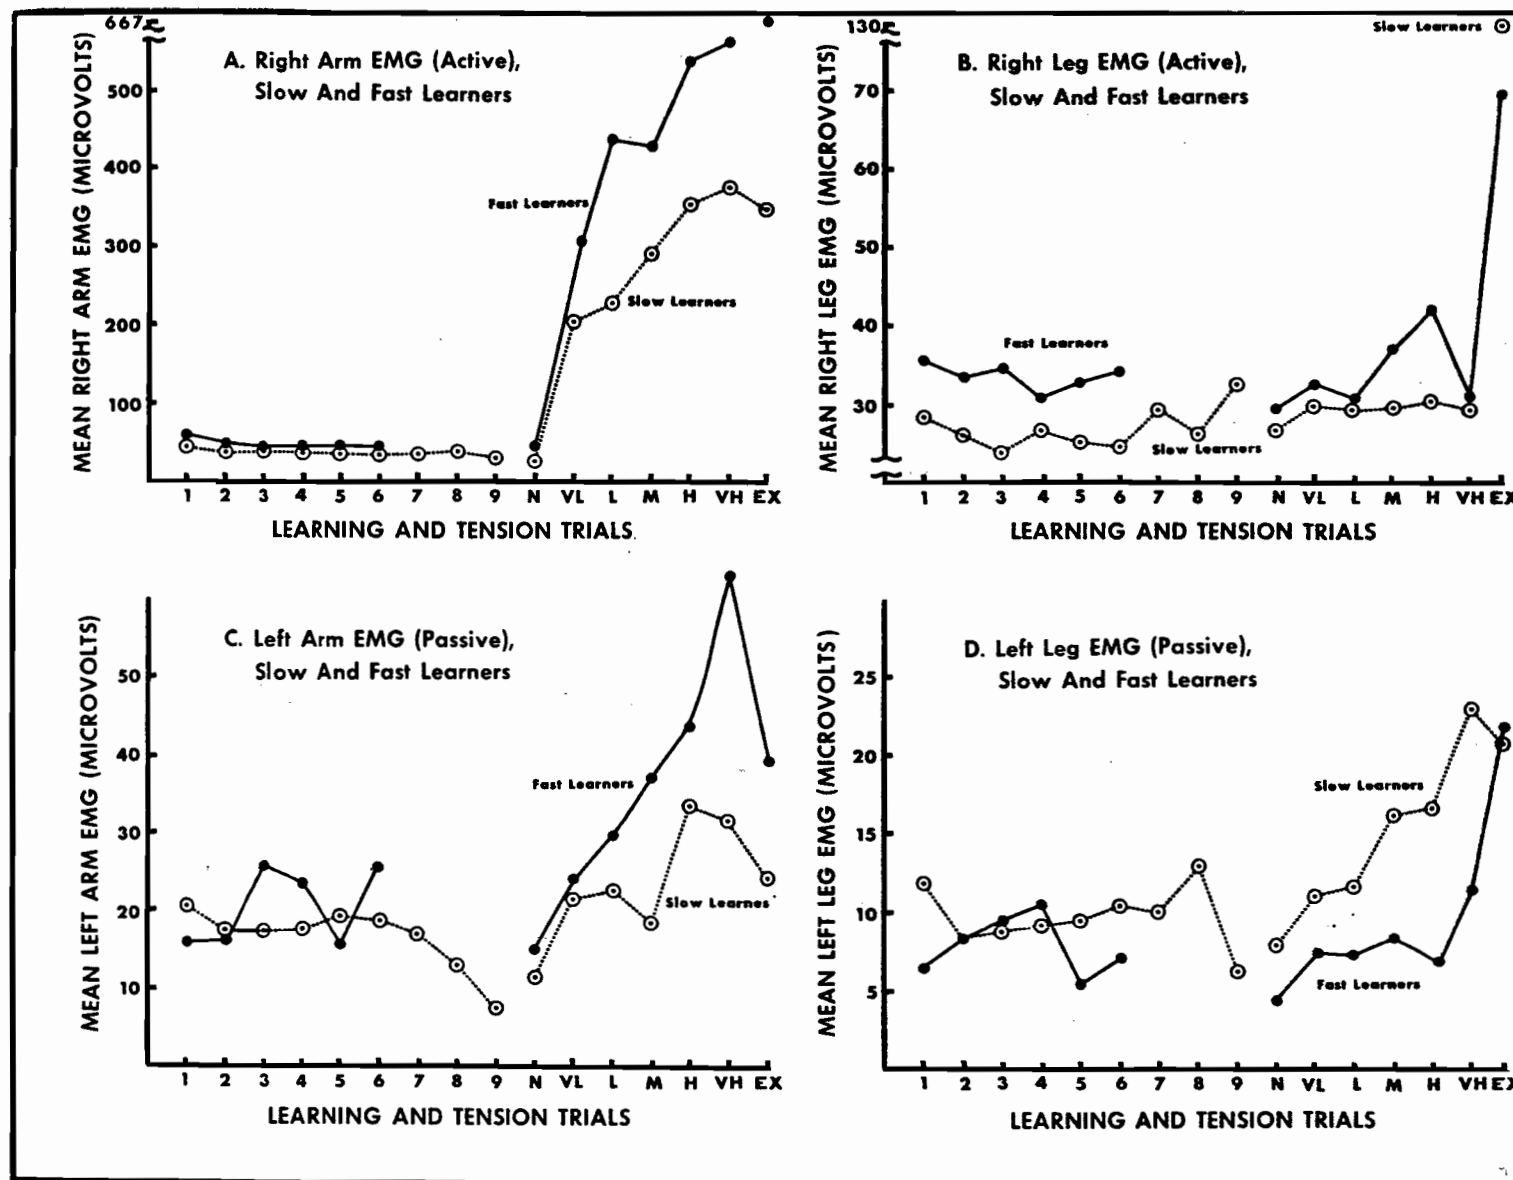 667
500
400
300
200
100
MEAN RIGHT ARM EMG (MICROVOLTS)
A. Right Arm EMG (Active),
Slow And Fast Learners
Fast Learners
Slow Learners
1 2 3 4 5 6 7 8 9 N VL L M H VH EX
LEARNING AND TENSION TRIALS
130
70
60
50
40
30
MEAN RIGHT LEG EMG (MICROVOLTS)
B. Right Leg EMG (Active),
Slow And Fast Learners
Slow Learners
Fast Learners
Slow Learners
1 2 3 4 5 6 7 8 9 N VL L M H VH EX
LEARNING AND TENSION TRIALS
50
40
30
20
10
MEAN LEFT ARM EMG (MICROVOLTS)
C. Left Arm EMG (Passive),
Slow And Fast Learners
Fast Learners
Slow Learnes
1 2 3 4 5 6 7 8 9 N VL L M H VH EX
LEARNING AND TENSION TRIALS
25
20
15
10
5
MEAN LEFT LEG EMG (MICROVOLTS)
D. Left Leg EMG (Passive),
Slow And Fast Learners
Slow Learners
Fast Learners
1 2 3 4 5 6 7 8 9 N VL L M H VH EX
LEARNING AND TENSION TRIALS